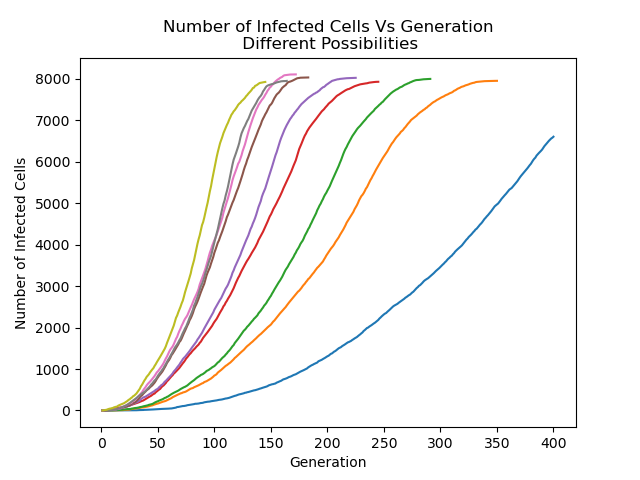 Number of Infected Cells Vs Generation
Different Possibilities
Number of Infected Cells
8000
7000
6000
5000
4000
3000
2000
1000
0
0 50 100 150 200 250 300 350 400
Generation